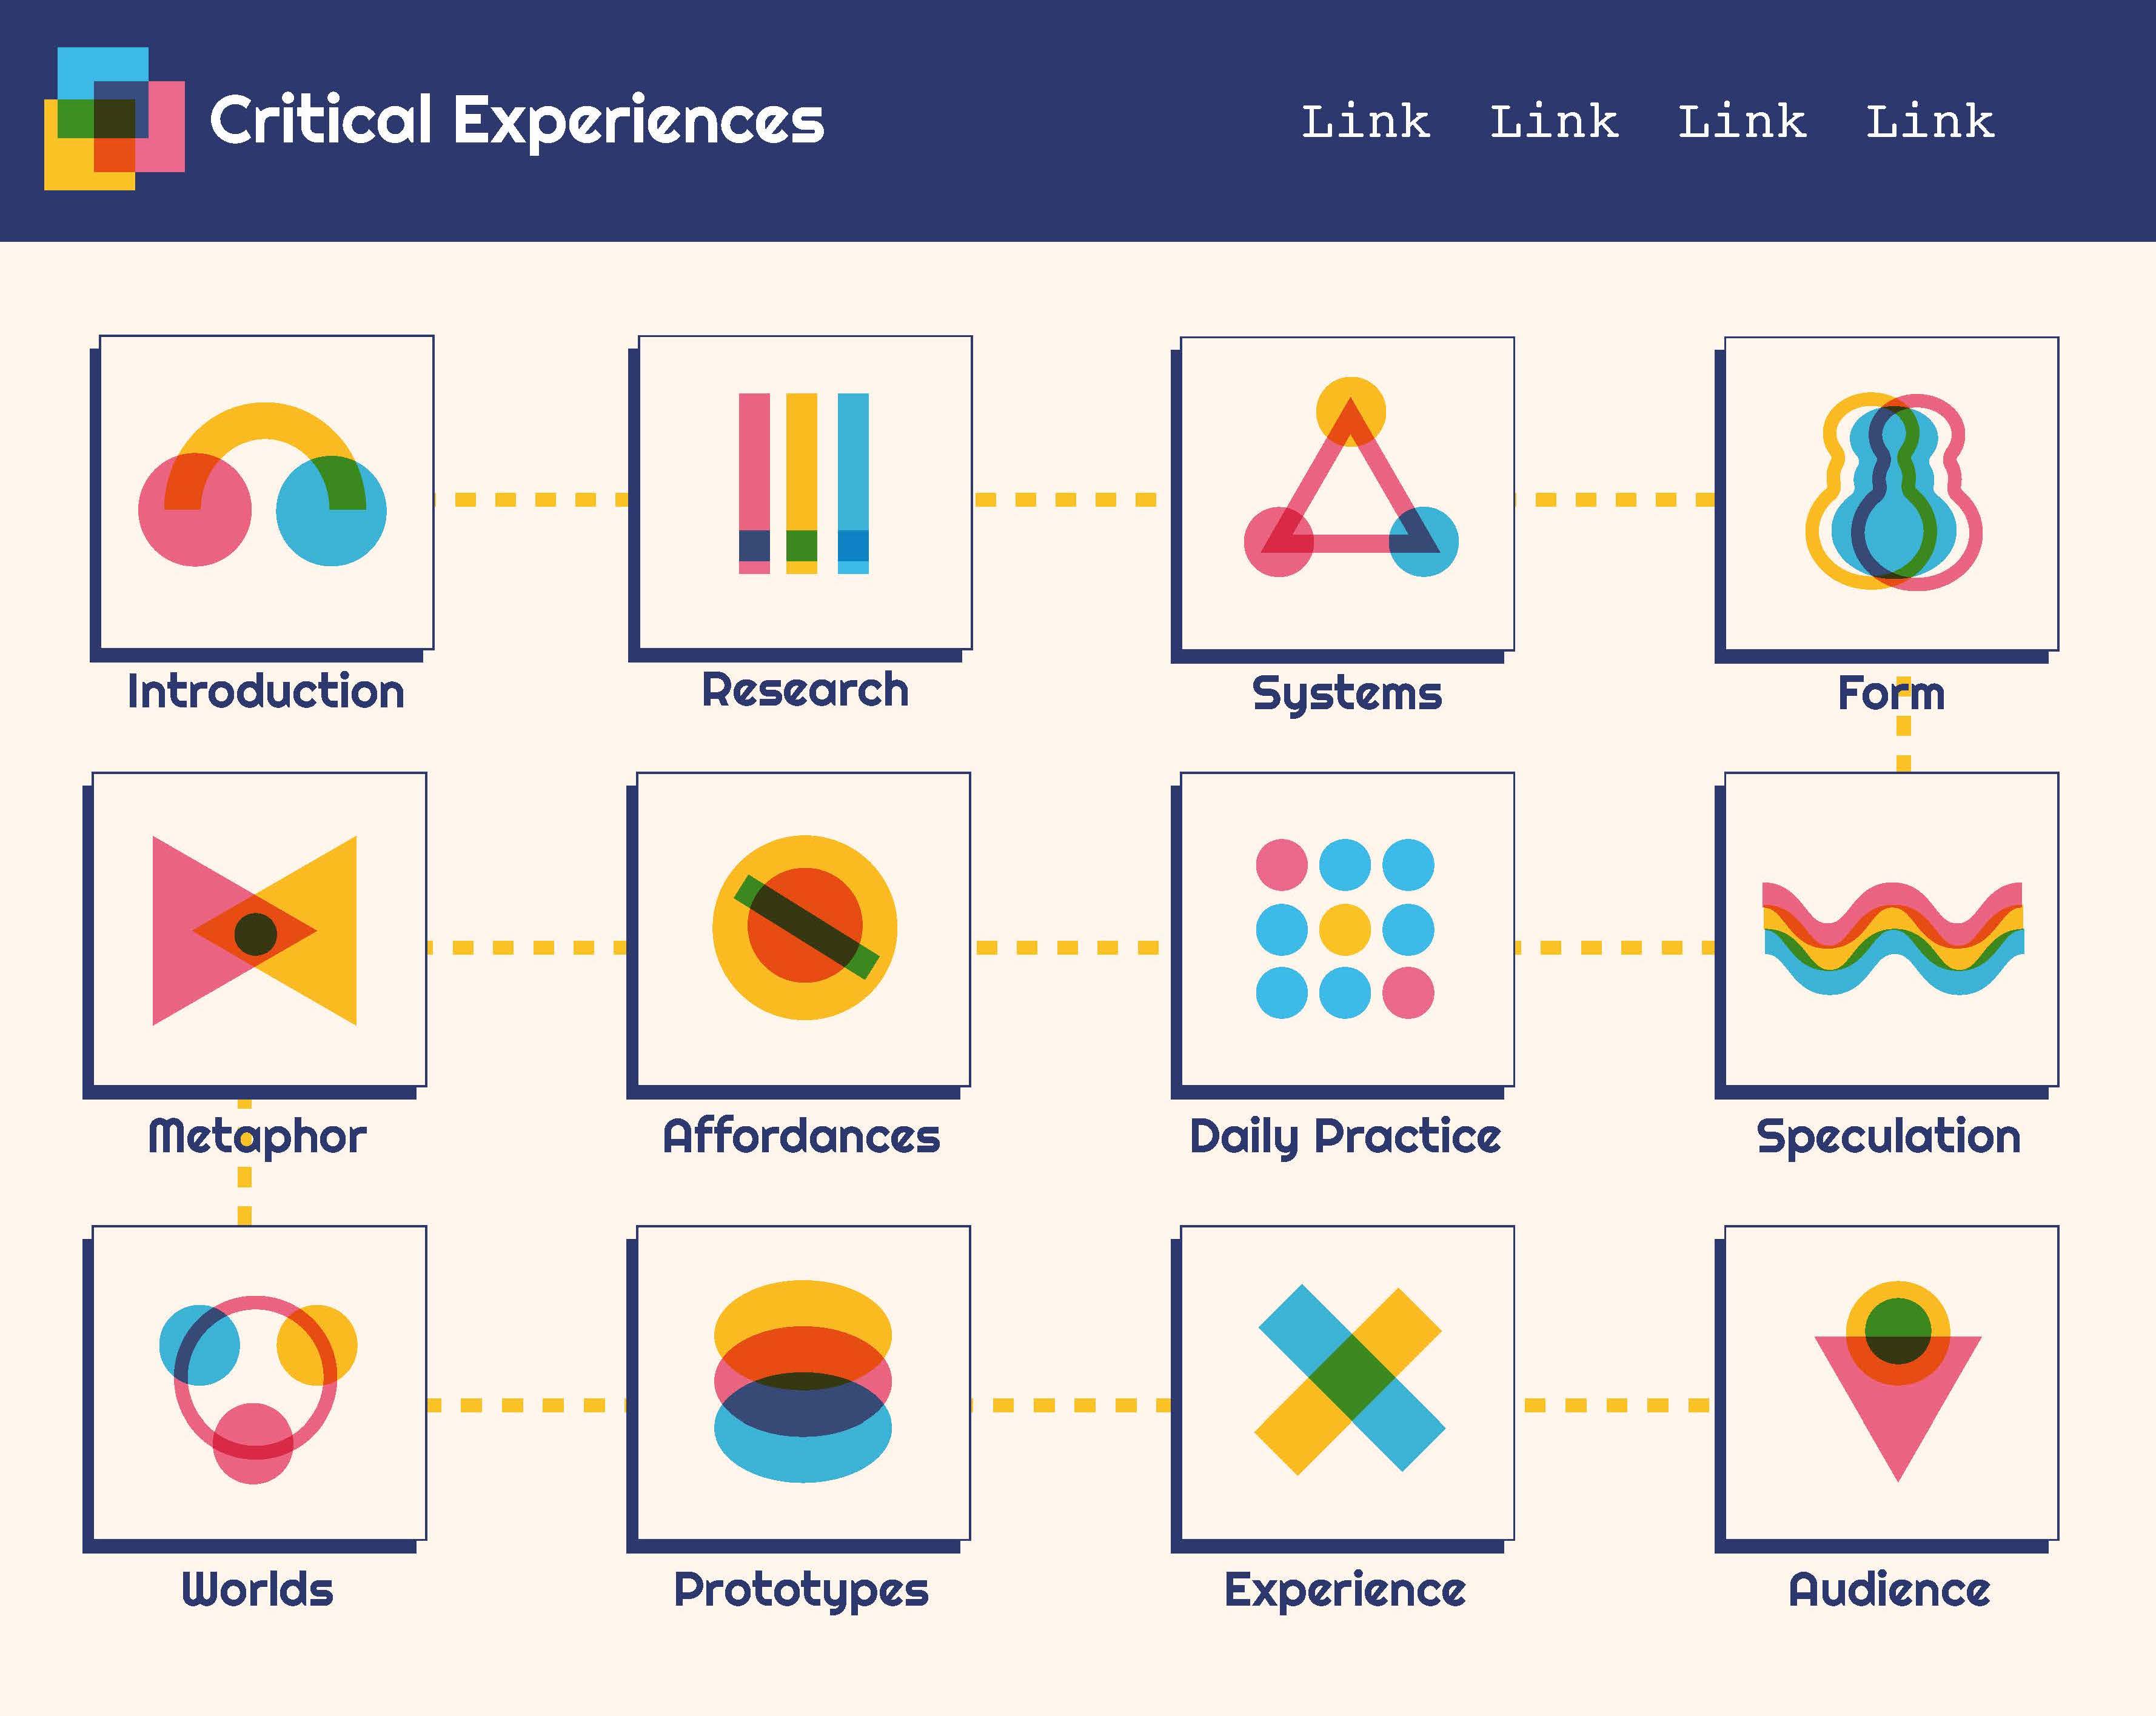 Critical Experiences
Link Link Link Link
Introduction
Research
Systems
Form
Metaphor
Affordances
Daily Practice
Speculation
Worlds
Prototypes
Experience
Audience